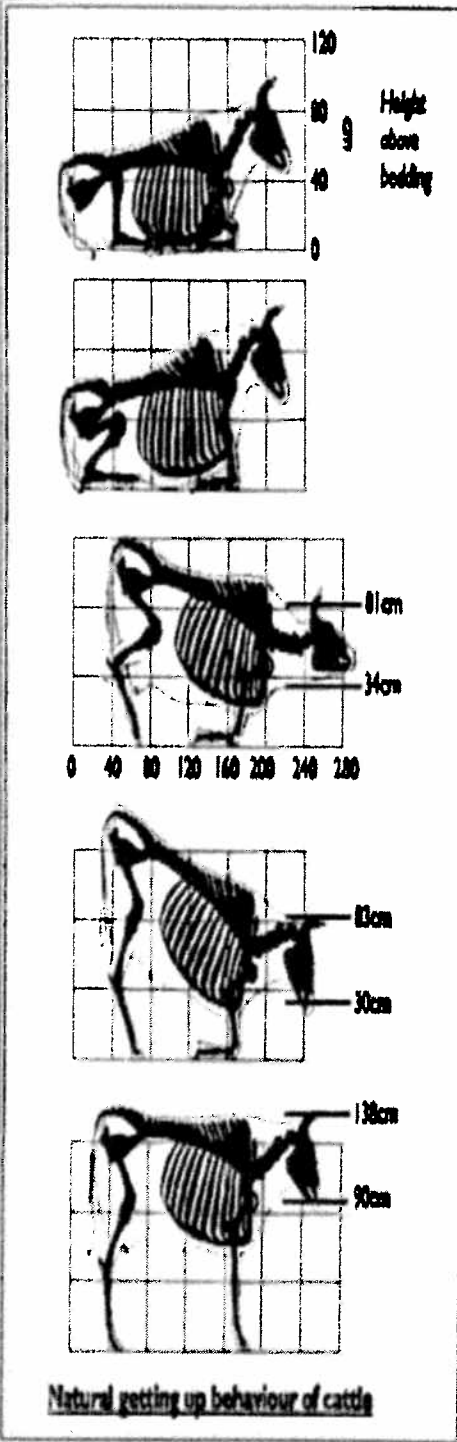 120
80
40
0
cm
Height
above
bedding
81cm
34cm
0 40 80 120 160 200 240 280
83cm
30cm
138cm
90cm
Natural getting up behaviour of cattle